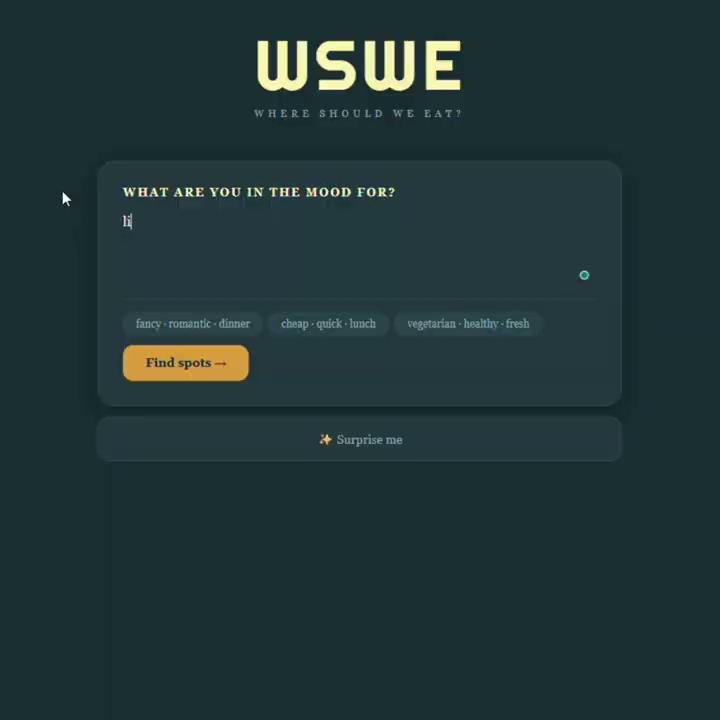 WSWE
WHERE SHOULD WE EAT?
WHAT ARE YOU IN THE MOOD FOR?
li
fancy · romantic · dinner cheap · quick · lunch vegetarian · healthy · fresh
Find spots →
✨ Surprise me